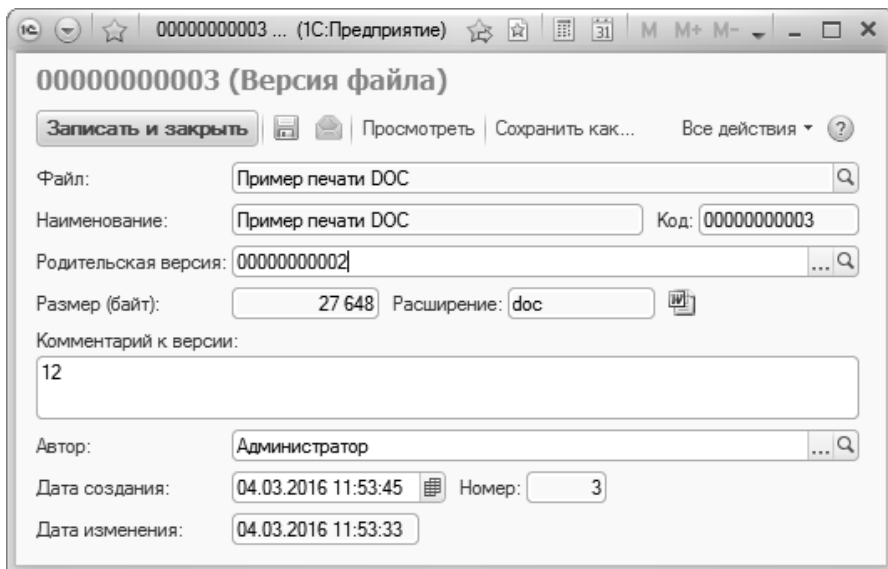 1С 00000000003 ... (1С:Предприятие) 31 M M+ M-
00000000003 (Версия файла)
Записать и закрыть Просмотреть Сохранить как... Все действия ?
Файл: Пример печати DOC
Наименование: Пример печати DOC Код: 00000000003
Родительская версия: 00000000002 ...
Размер (байт): 27 648 Расширение: doc W
Комментарий к версии:
12
Автор: Администратор ...
Дата создания: 04.03.2016 11:53:45 Номер: 3
Дата изменения: 04.03.2016 11:53:33